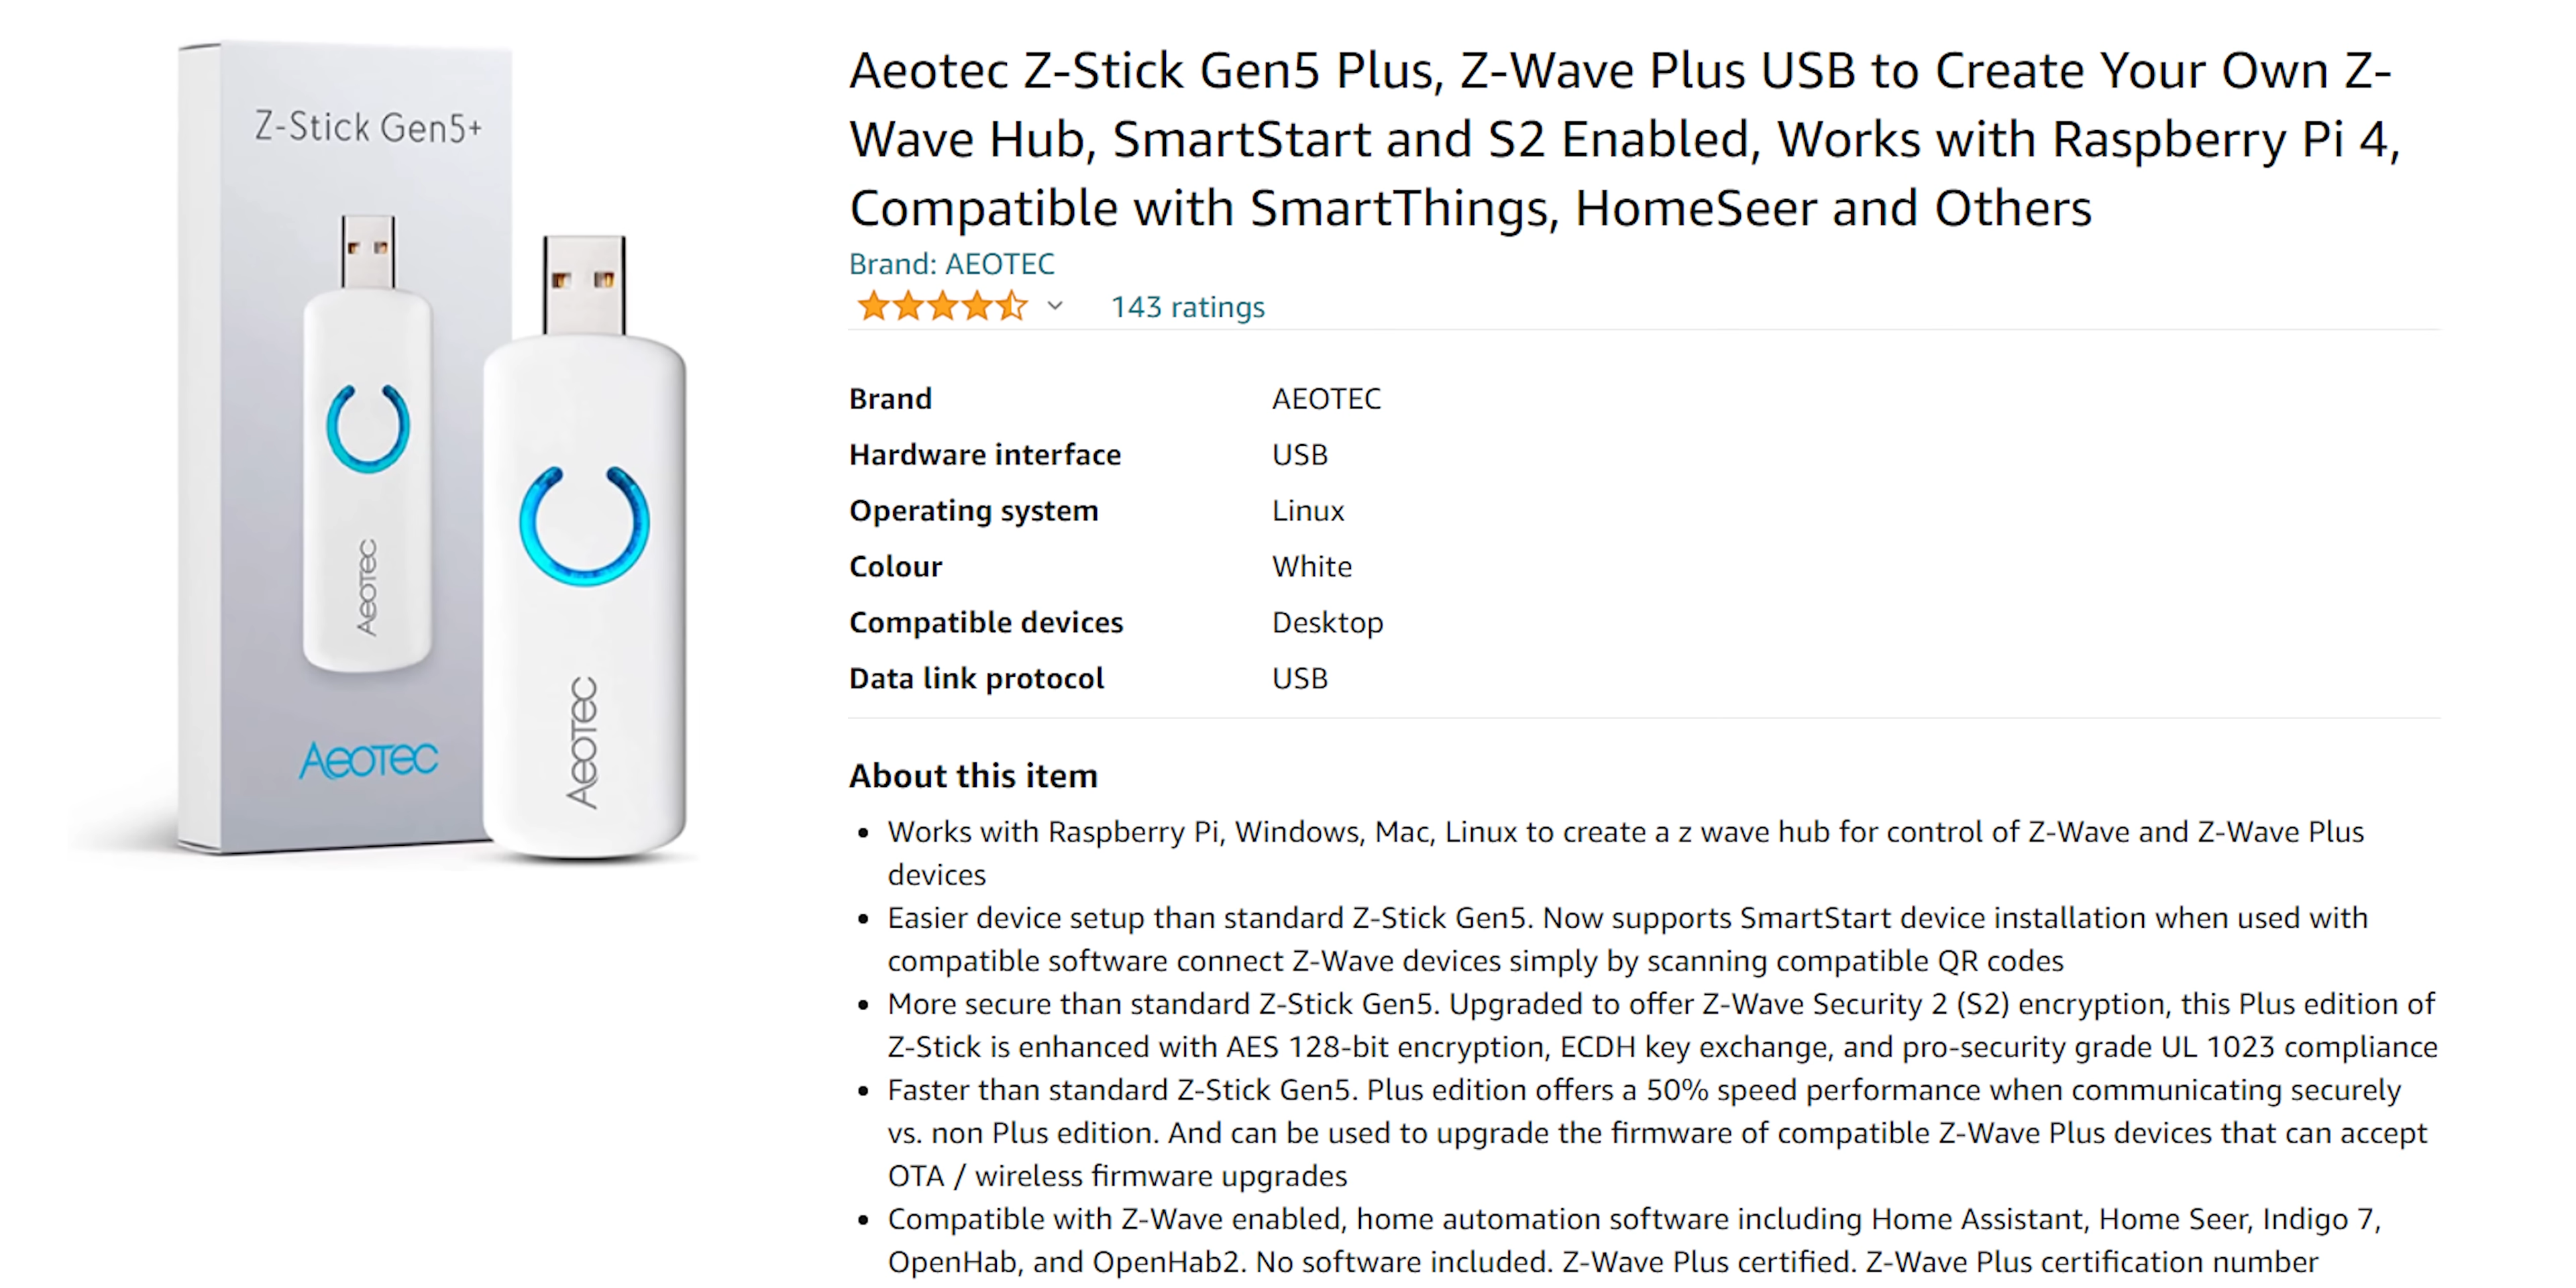 Z-Stick Gen5+
AEOTEC
AEOTEC
AEOTEC
Aeotec Z-Stick Gen5 Plus, Z-Wave Plus USB to Create Your Own Z-
Wave Hub, SmartStart and S2 Enabled, Works with Raspberry Pi 4,
Compatible with SmartThings, HomeSeer and Others
Brand: AEOTEC
143 ratings
Brand AEOTEC
Hardware interface USB
Operating system Linux
Colour White
Compatible devices Desktop
Data link protocol USB
About this item
• Works with Raspberry Pi, Windows, Mac, Linux to create a z wave hub for control of Z-Wave and Z-Wave Plus
devices
• Easier device setup than standard Z-Stick Gen5. Now supports SmartStart device installation when used with
compatible software connect Z-Wave devices simply by scanning compatible QR codes
• More secure than standard Z-Stick Gen5. Upgraded to offer Z-Wave Security 2 (S2) encryption, this Plus edition of
Z-Stick is enhanced with AES 128-bit encryption, ECDH key exchange, and pro-security grade UL 1023 compliance
• Faster than standard Z-Stick Gen5. Plus edition offers a 50% speed performance when communicating securely
vs. non Plus edition. And can be used to upgrade the firmware of compatible Z-Wave Plus devices that can accept
OTA / wireless firmware upgrades
• Compatible with Z-Wave enabled, home automation software including Home Assistant, Home Seer, Indigo 7,
OpenHab, and OpenHab2. No software included. Z-Wave Plus certified. Z-Wave Plus certification number